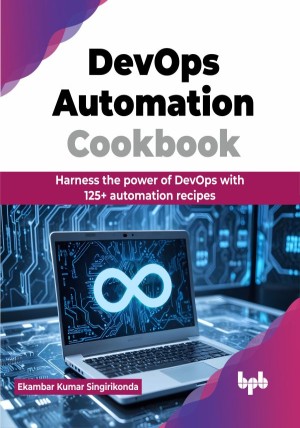 DevOps
Automation
Cookbook
Harness the power of DevOps with
125+ automation recipes
Ekambar Kumar Singirikonda
bpb